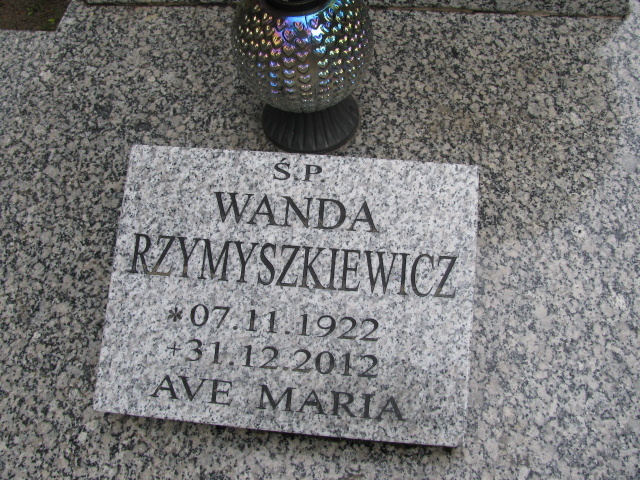 Ś.P.
WANDA
RZYMYSZKIEWICZ
*07.11.1922
+31.12.2012
AVE MARIA